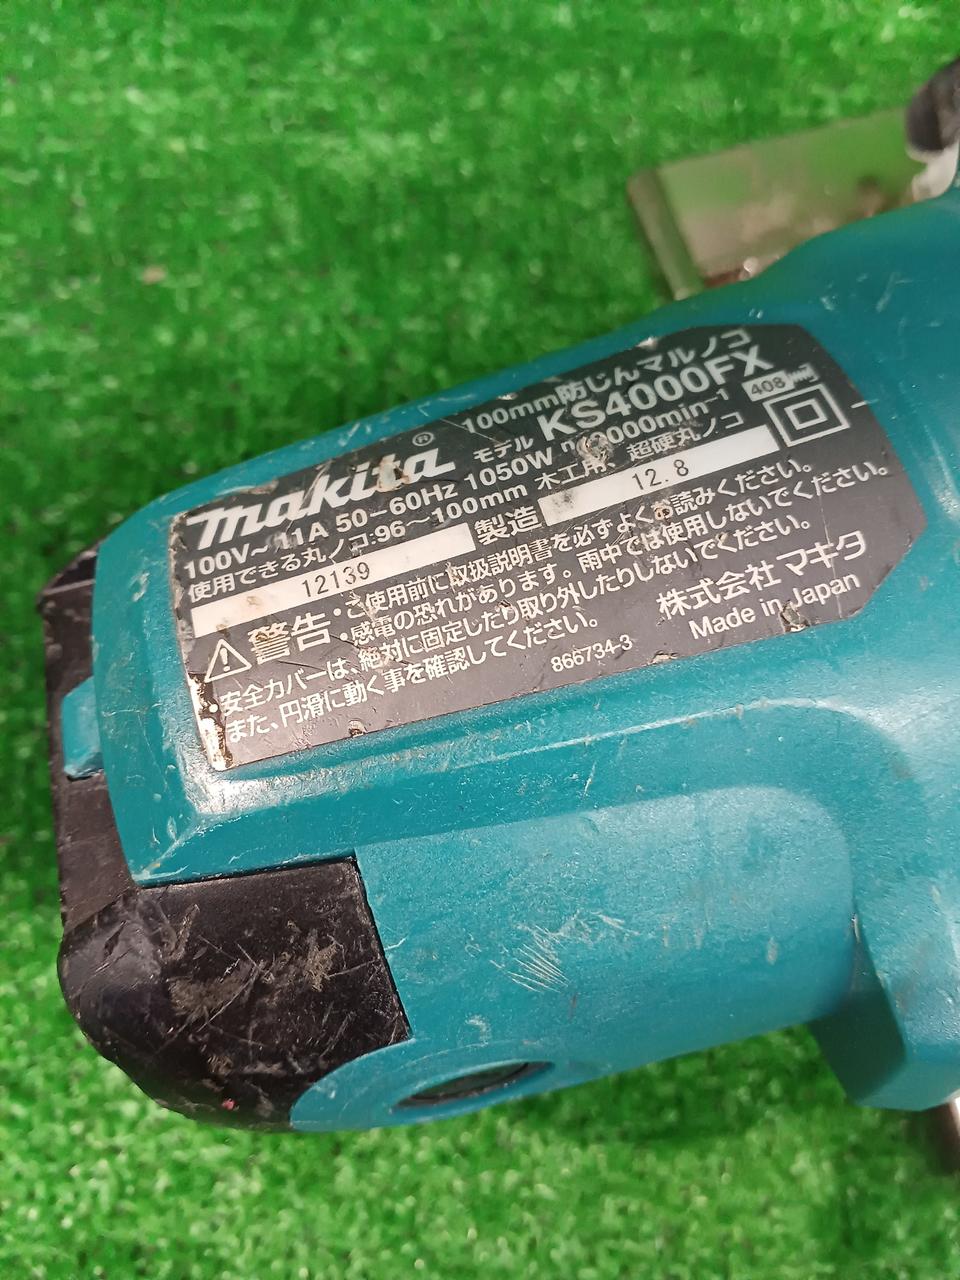 100mm防じんマルノコ
makita®
モデル KS4000FX
408
100V~ 11A 50-60Hz 1050W
使用できる丸ノコ:96〜100mm 木工用、超硬丸ノコ
12139 製造 12.8
⚠警告・ご使用前に取扱説明書を必ずよくお読みください。
・感電の恐れがあります。雨中では使用しないでください。
・安全カバーは、絶対に固定したり取り外したりしないでください。
また、円滑に動く事を確認してください。
866734-3
株式会社 マキタ
Made in Japan